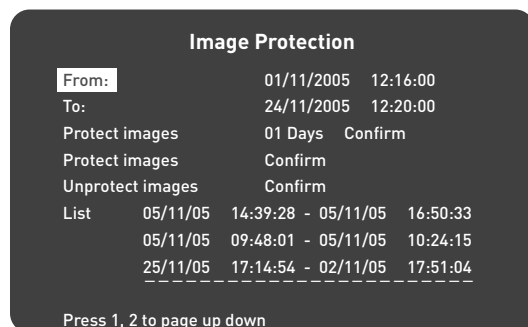 Image Protection
From: 01/11/2005 12:16:00
To: 24/11/2005 12:20:00
Protect images 01 Days Confirm
Protect images Confirm
Unprotect images Confirm
List 05/11/05 14:39:28 - 05/11/05 16:50:33
05/11/05 09:48:01 - 05/11/05 10:24:15
25/11/05 17:14:54 - 02/11/05 17:51:04
Press 1, 2 to page up down